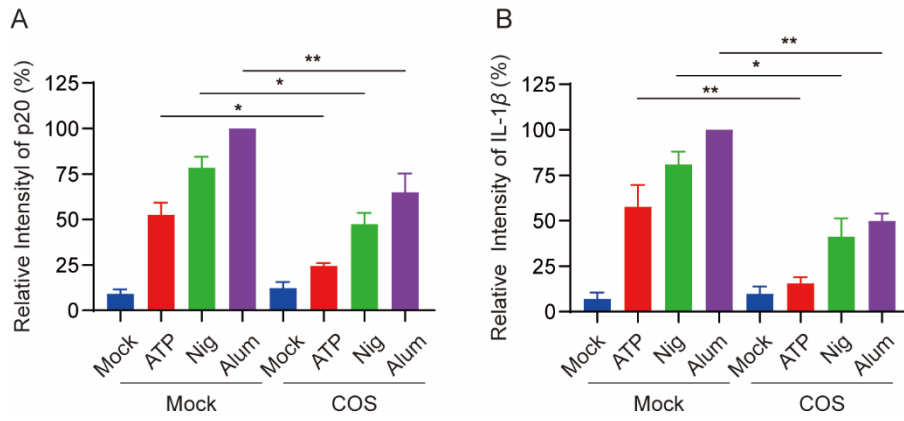 A
Relative Intensityl of p20 (%)
125
100
75
50
25
0
*
*
**
Mock
ATP
Nig
Alum
Mock
ATP
Nig
Alum
Mock
COS
B
Relative Intensity of IL-1β (%)
125
100
75
50
25
0
**
*
**
Mock
ATP
Nig
Alum
Mock
ATP
Nig
Alum
Mock
COS